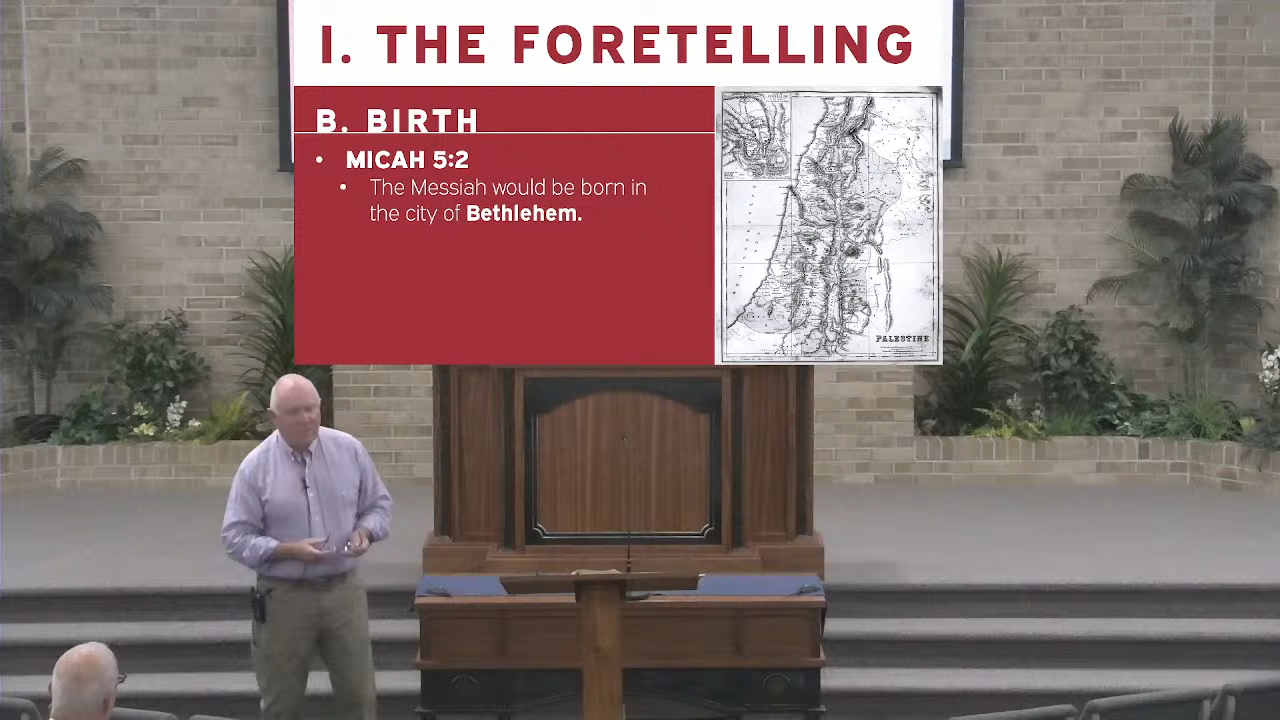 I. THE FORETELLING
B. BIRTH
• MICAH 5:2
• The Messiah would be born in
the city of Bethlehem.
PALESTINE